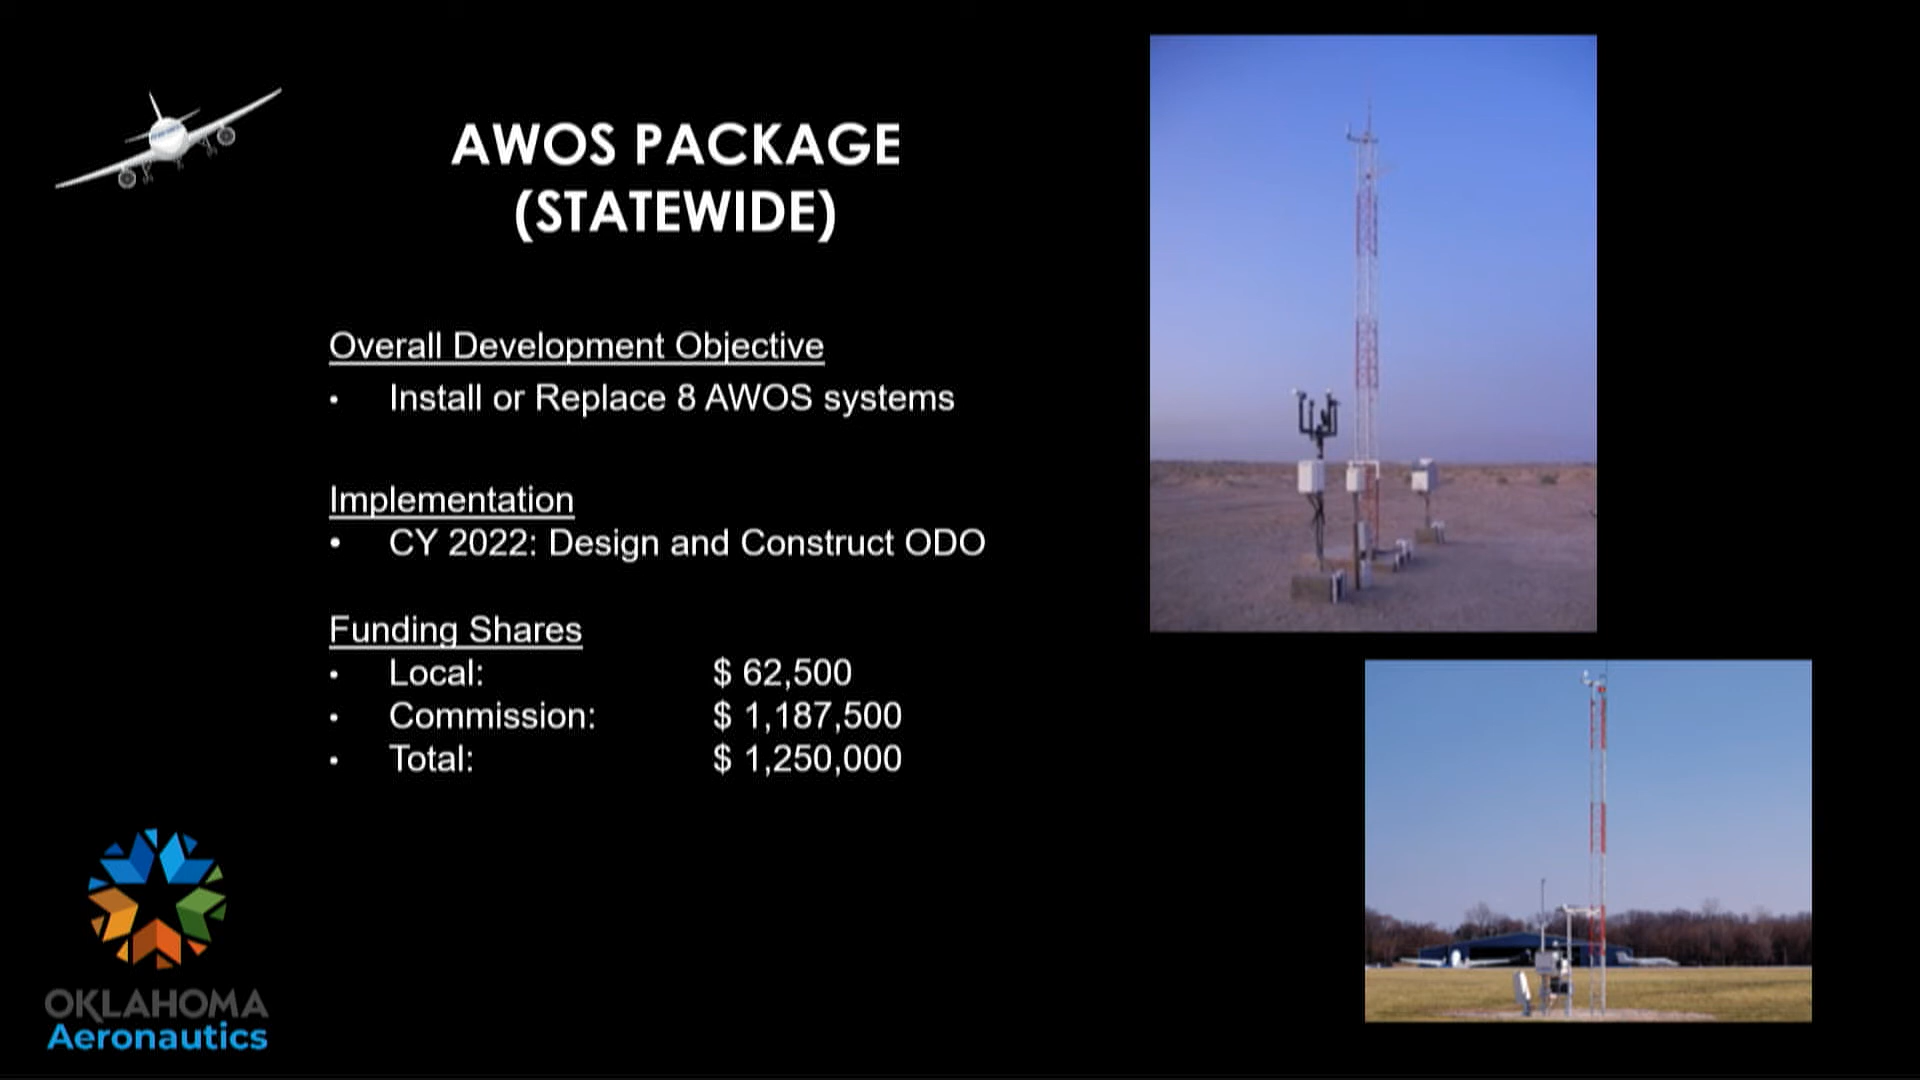 AWOS PACKAGE
(STATEWIDE)
Overall Development Objective
• Install or Replace 8 AWOS systems
Implementation
• CY 2022: Design and Construct ODO
Funding Shares
• Local: $ 62,500
• Commission: $ 1,187,500
• Total: $ 1,250,000
OKLAHOMA
Aeronautics